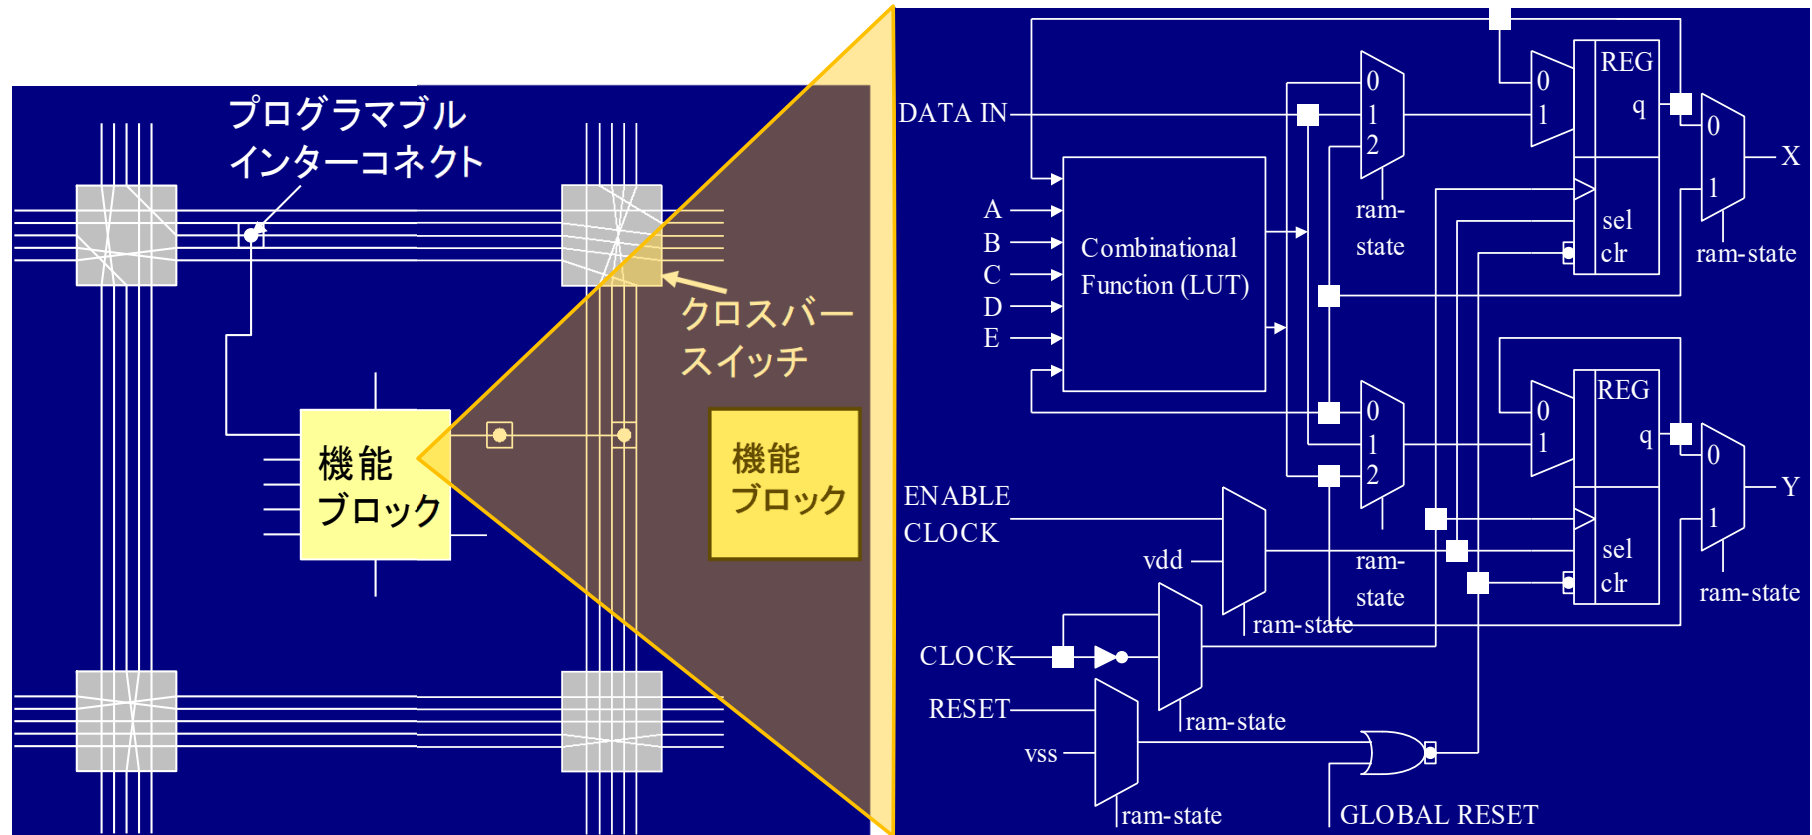 プログラマブル
インターコネクト
クロスバー
スイッチ
機能
ブロック
機能
ブロック
DATA IN
A
B
C
D
E
Combinational
Function (LUT)
0
1
2
ram-
state
0
1
REG
q
sel
clr
0
1
X
ram-state
0
1
2
ram-
state
0
1
REG
q
sel
clr
0
1
Y
ram-state
ENABLE
CLOCK
vdd
ram-state
CLOCK
ram-state
RESET
vss
ram-state
GLOBAL RESET